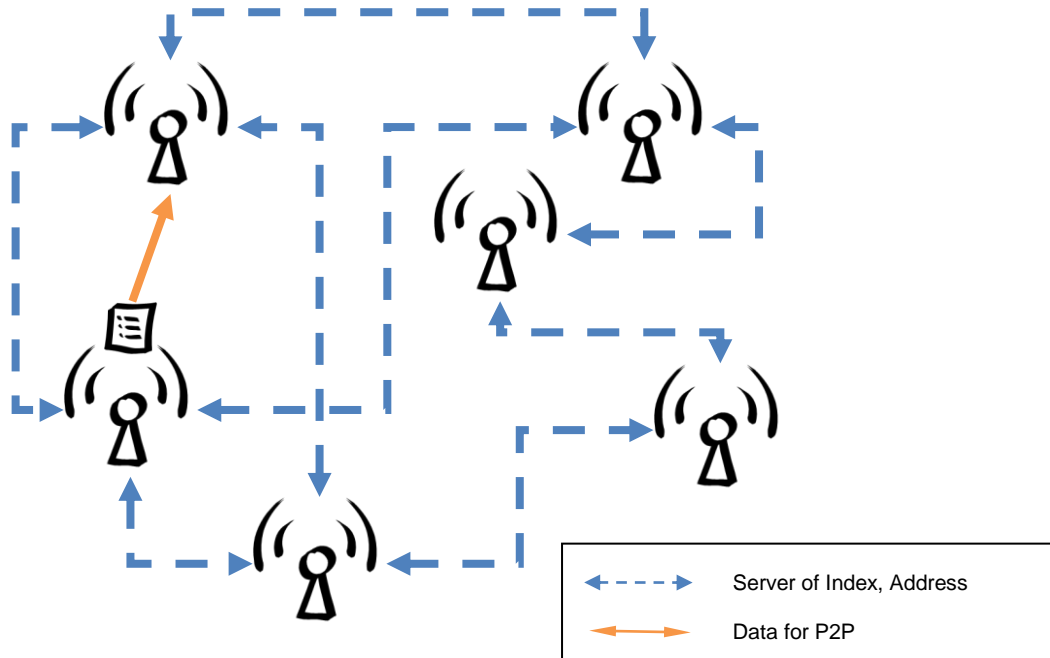 Server of Index, Address
Data for P2P